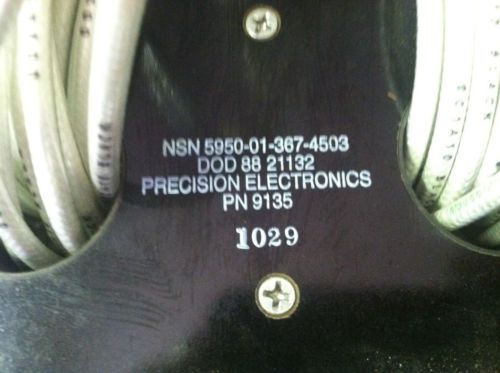 NSN 5950-01-367-4503
DOD 88 21132
PRECISION ELECTRONICS
PN 9135
1029